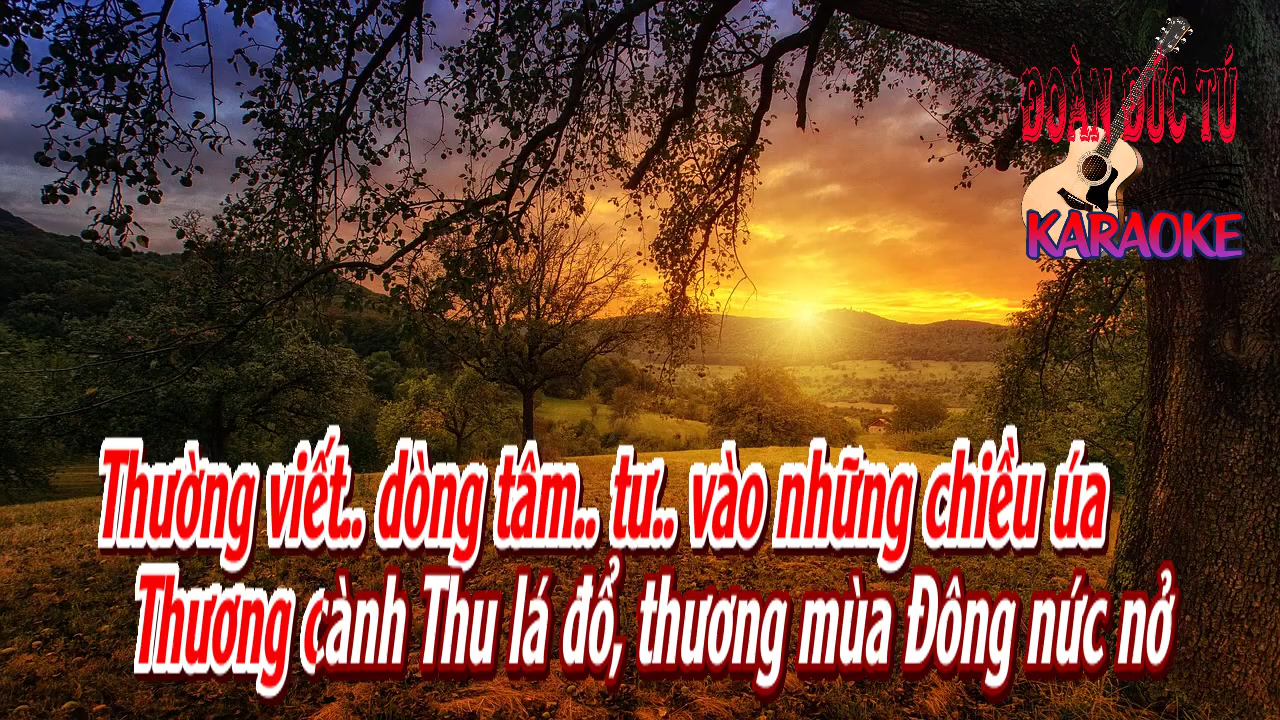 ĐOÀN ĐỨC TÚ
KARAOKE
Thường viết.. dòng tâm.. tư.. vào những chiều úa
Thương cành Thu lá đổ, thương mùa Đông nức nở